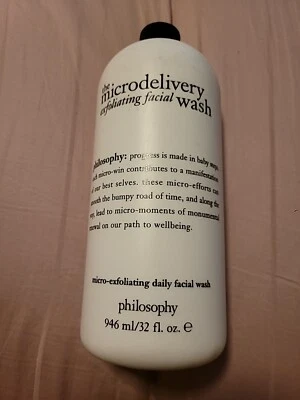 the
microdelivery
exfoliating facial wash
philosophy: progress is made in baby ways
each micro-win contributes to a manifestation
of our best selves. these micro-efforts
smooth the bumpy road of time, and along the
way, lead to micro-moments of monumental
renewal on our path to wellbeing.
micro-exfoliating daily facial wash
philosophy
946 ml/32 fl. oz. e